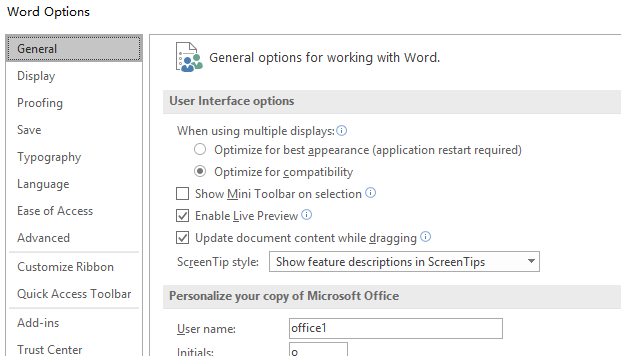 Word Options
General
Display
Proofing
Save
Typography
Language
Ease of Access
Advanced
Customize Ribbon
Quick Access Toolbar
Add-ins
Trust Center
General options for working with Word.
User Interface options
When using multiple displays:
Optimize for best appearance (application restart required)
Optimize for compatibility
Show Mini Toolbar on selection
Enable Live Preview
Update document content while dragging
ScreenTip style: Show feature descriptions in ScreenTips
Personalize your copy of Microsoft Office
User name: office1
Initials: o